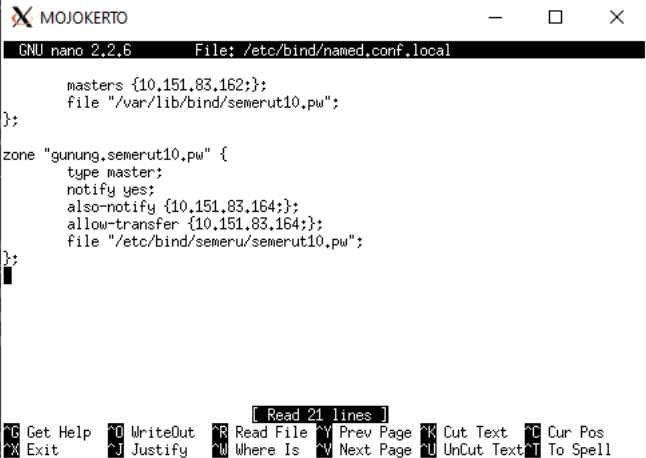 MOJOKERTO
GNU nano 2.2.6 File: /etc/bind/named.conf.local
masters {10.151.83.162;};
file "/var/lib/bind/semerut10.pw";
};
zone "gunung.semerut10.pw" {
type master;
notify yes;
also-notify {10.151.83.164;};
allow-transfer {10.151.83.164;};
file "/etc/bind/semeru/semerut10.pw";
};
[ Read 21 lines ]
^G Get Help ^O WriteOut ^R Read File ^Y Prev Page ^K Cut Text ^C Cur Pos
^X Exit ^J Justify ^W Where Is ^V Next Page ^U UnCut Text ^T To Spell